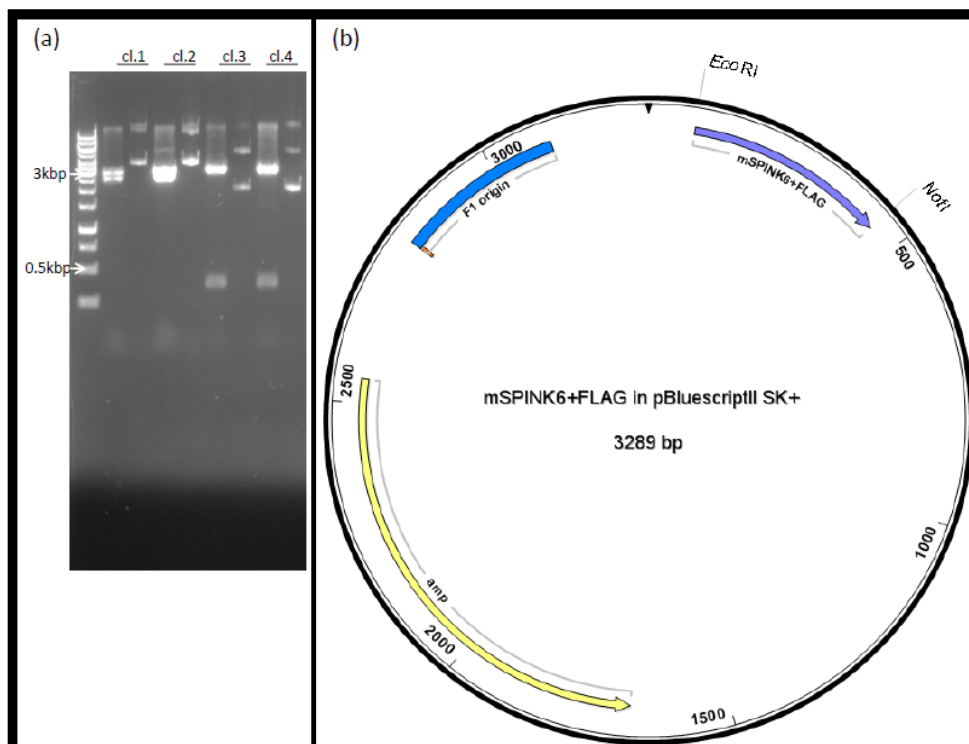 (a)
cl.1 cl.2 cl.3 cl.4
3kbp
0.5kbp
(b)
EcoRI
NotI
mSPINK6+FLAG
F1 origin
amp
3000
500
1000
1500
2000
2500
mSPINK6+FLAG in pBluescriptII SK+
3289 bp